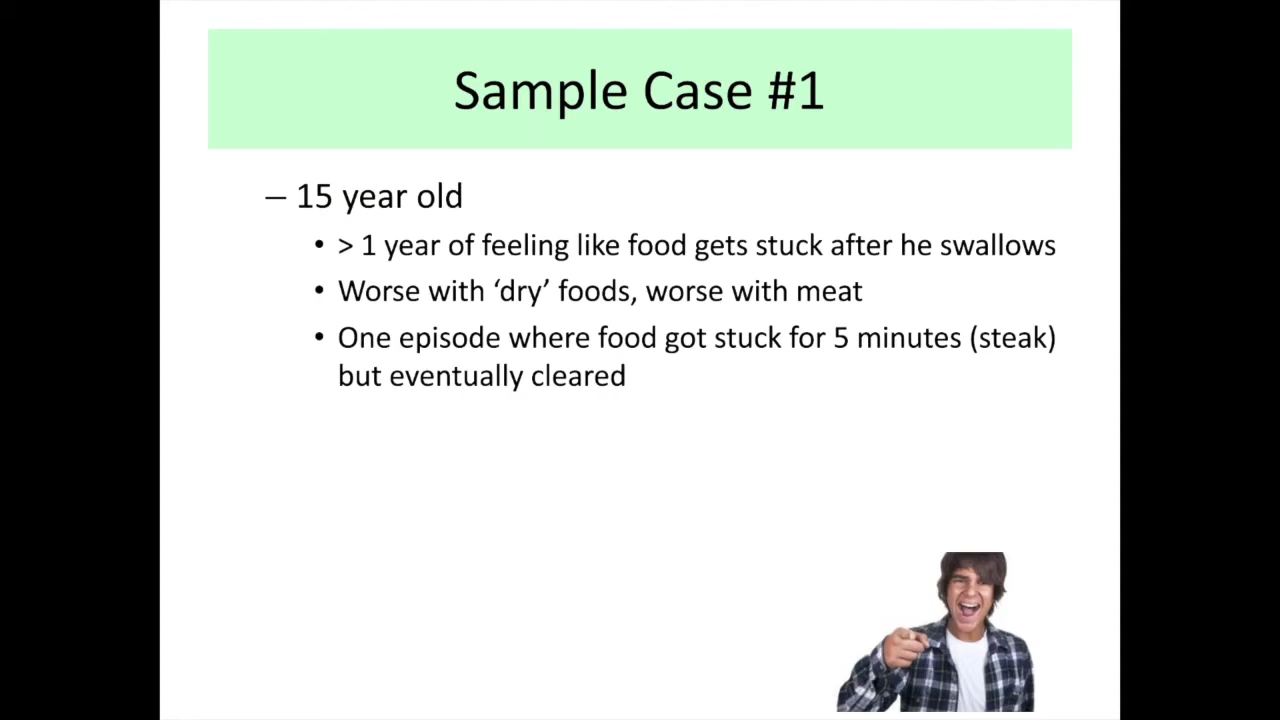 Sample Case #1
– 15 year old
• > 1 year of feeling like food gets stuck after he swallows
• Worse with ‘dry’ foods, worse with meat
• One episode where food got stuck for 5 minutes (steak)
but eventually cleared